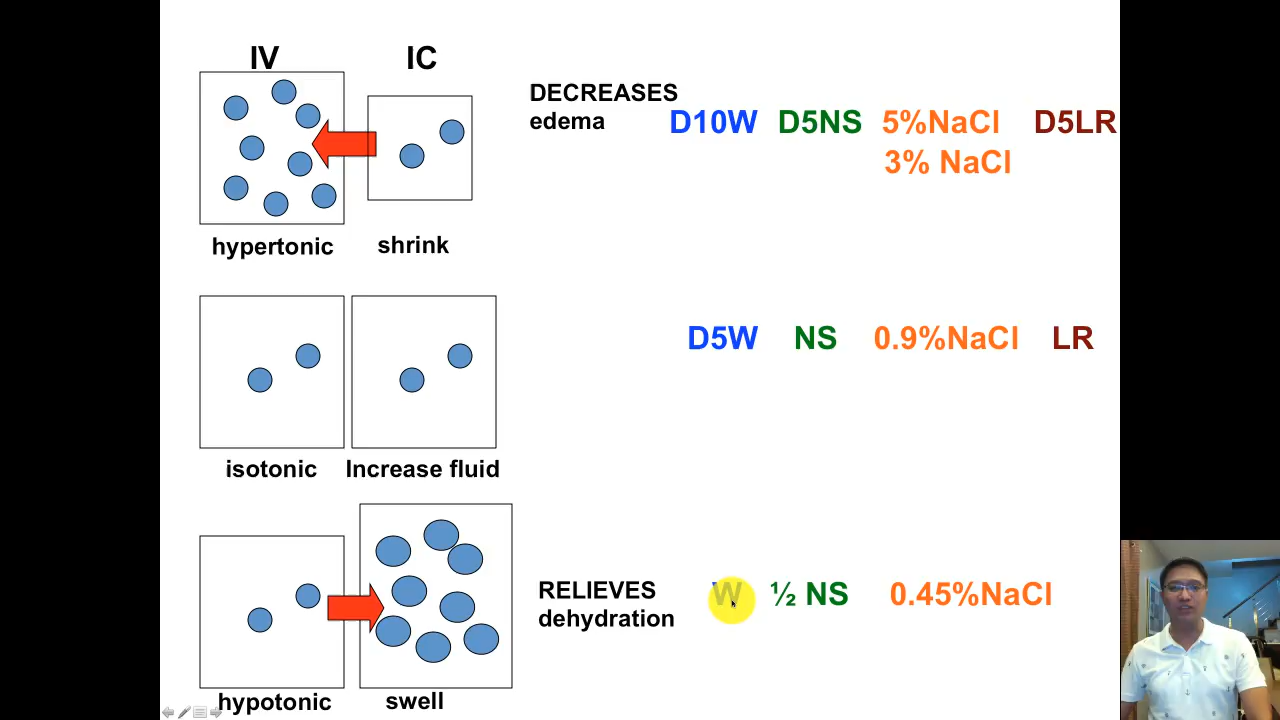 IV IC
DECREASES
edema
D10W D5NS 5%NaCl D5LR
3% NaCl
hypertonic shrink
D5W NS 0.9%NaCl LR
isotonic Increase fluid
RELIEVES
dehydration
W ½ NS 0.45%NaCl
hypotonic swell